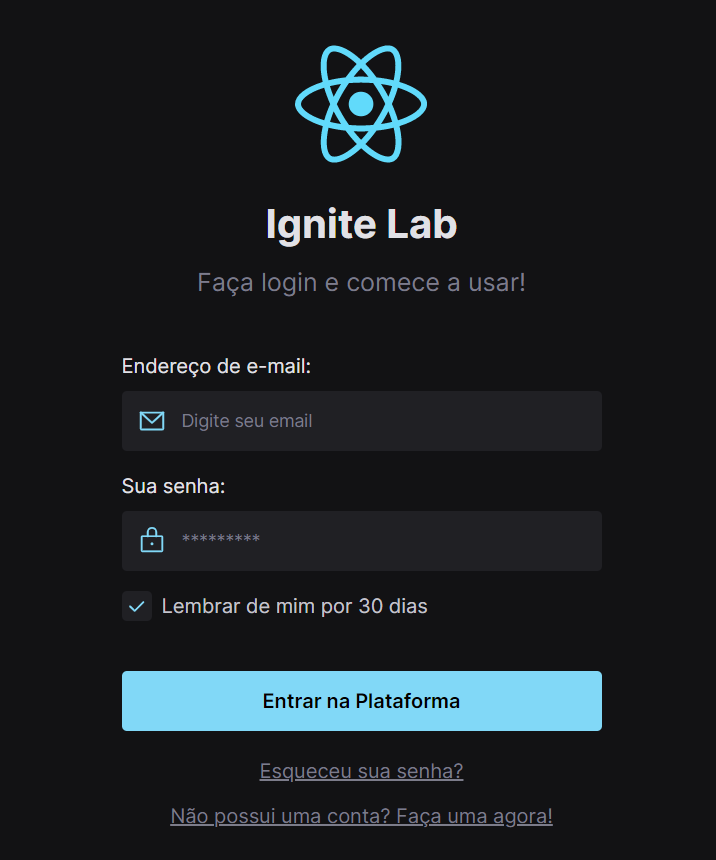 Ignite Lab
Faça login e comece a usar!
Endereço de e-mail:
Digite seu email
Sua senha:
*********
Lembrar de mim por 30 dias
Entrar na Plataforma
Esqueceu sua senha?
Não possui uma conta? Faça uma agora!